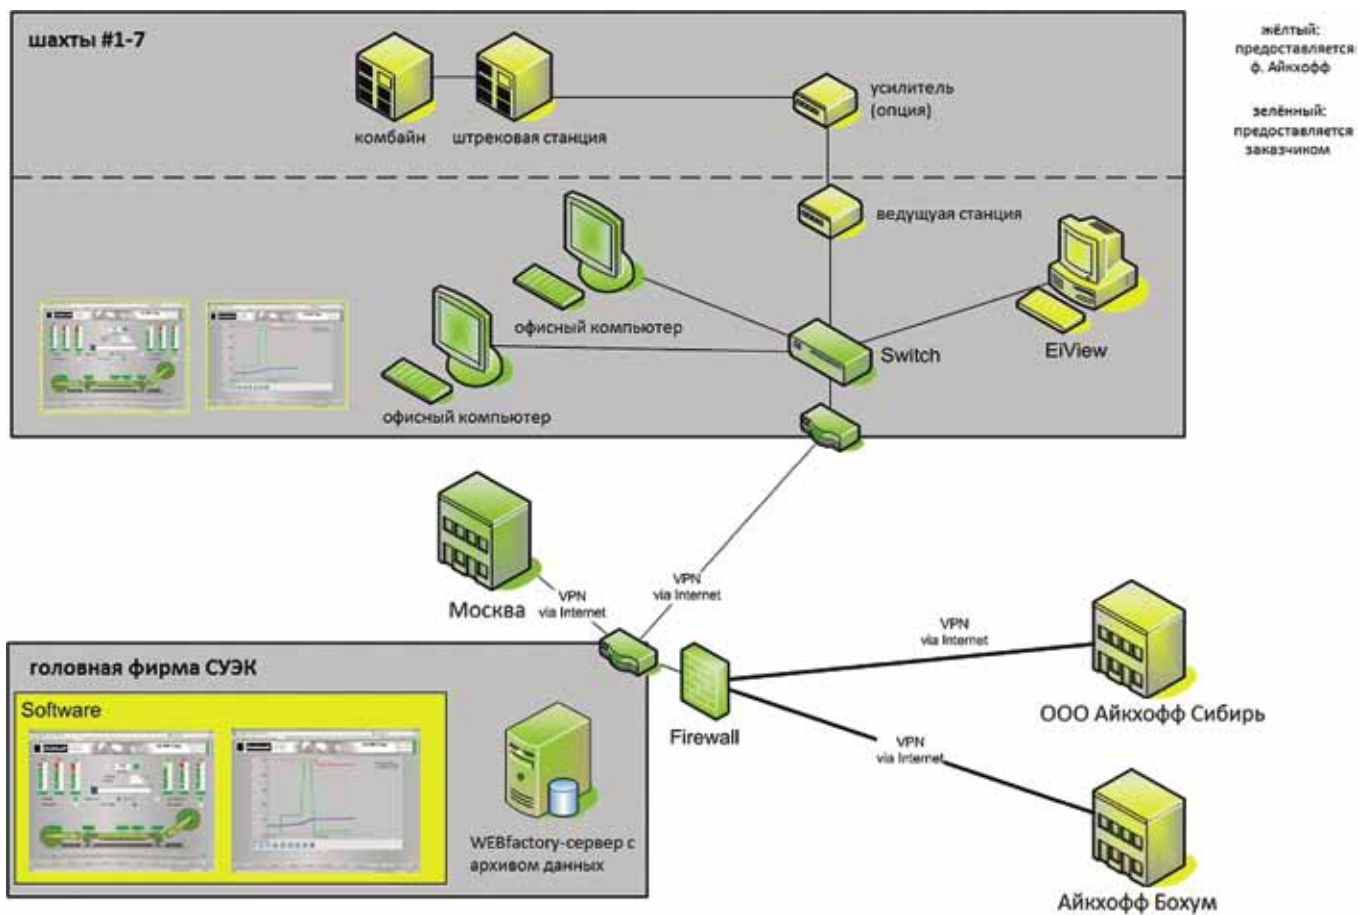 шахты #1-7
жёлтый:
предоставляется
ф. Айкхофф
зелённый:
предоставляется
заказчиком
комбайн
штрековая станция
усилитель
(опция)
ведущуая станция
офисный компьютер
офисный компьютер
Switch
EiView
Москва
VPN
via Internet
VPN
via Internet
VPN
via Internet
VPN
via Internet
головная фирма СУЭК
Software
Firewall
ООО Айкхофф Сибирь
WEBfactory-сервер с
архивом данных
Айкхофф Бохум